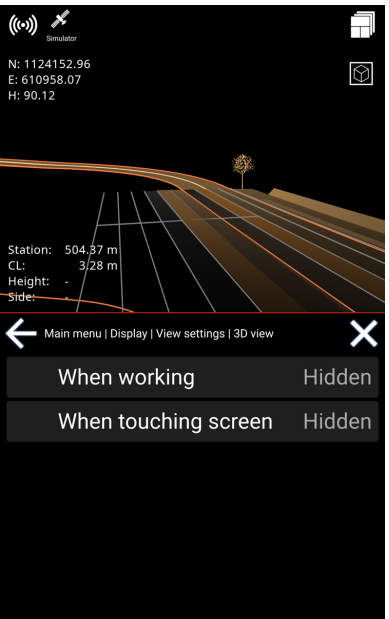 Simulator
N: 1124152.96
E: 610958.07
H: 90.12
Station: 504.37 m
CL: 3.28 m
Height: -
Side: -
Main menu | Display | View settings | 3D view
When working Hidden
When touching screen Hidden